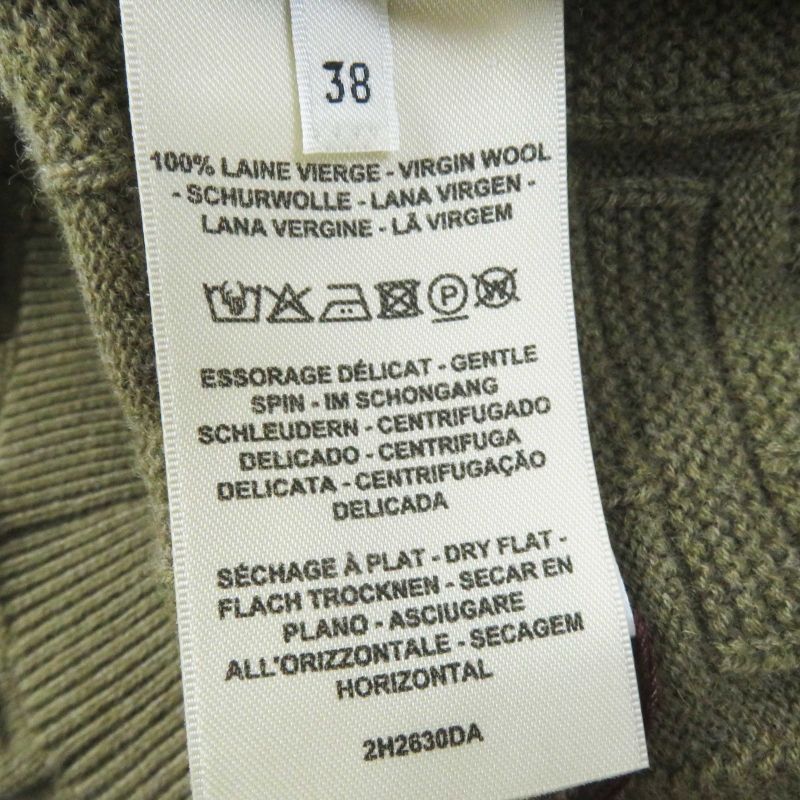 38
100% LAINE VIERGE - VIRGIN WOOL
- SCHURWOLLE - LANA VIRGEN -
LANA VERGINE - LÃ VIRGEM
P
W
ESSORAGE DÉLICAT - GENTLE
SPIN - IM SCHONGANG
SCHLEUDERN - CENTRIFUGADO
DELICADO - CENTRIFUGA
DELICATA - CENTRIFUGAÇÃO
DELICADA
SÉCHAGE À PLAT - DRY FLAT -
FLACH TROCKNEN - SECAR EN
PLANO - ASCIUGARE
ALL'ORIZZONTALE - SECAGEM
HORIZONTAL
2H2630DA